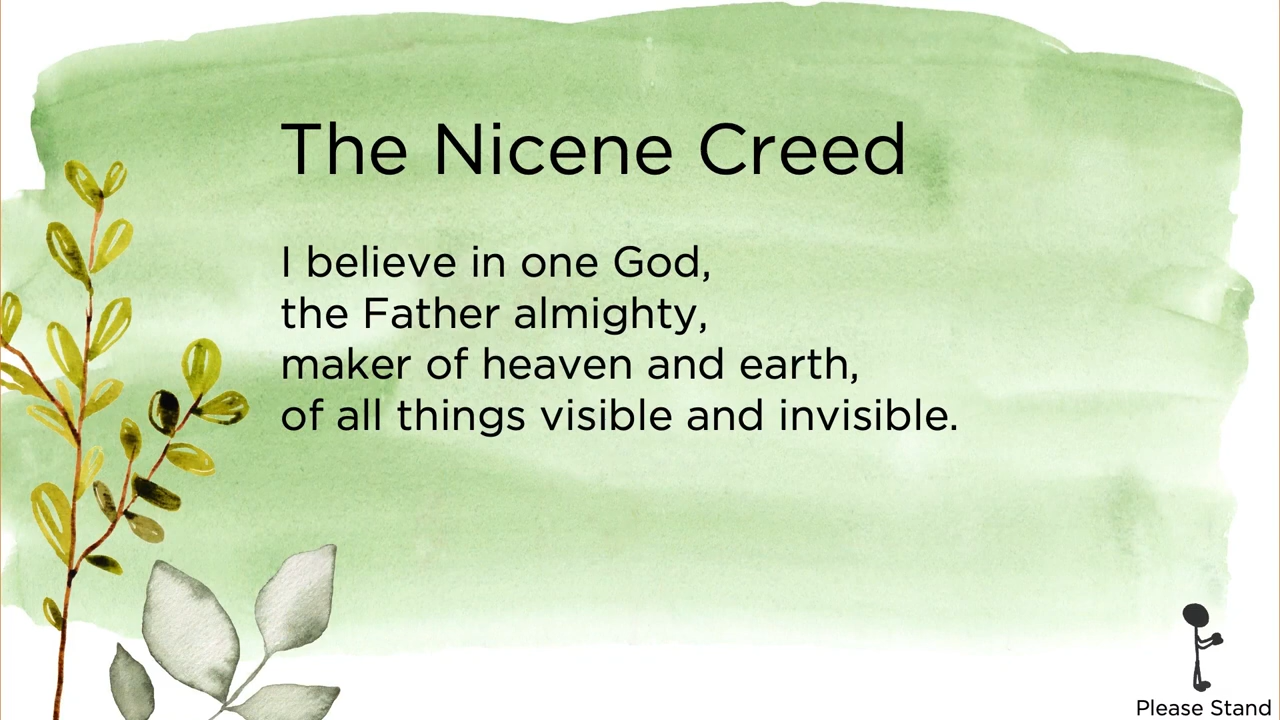 The Nicene Creed
I believe in one God,
the Father almighty,
maker of heaven and earth,
of all things visible and invisible.
Please Stand